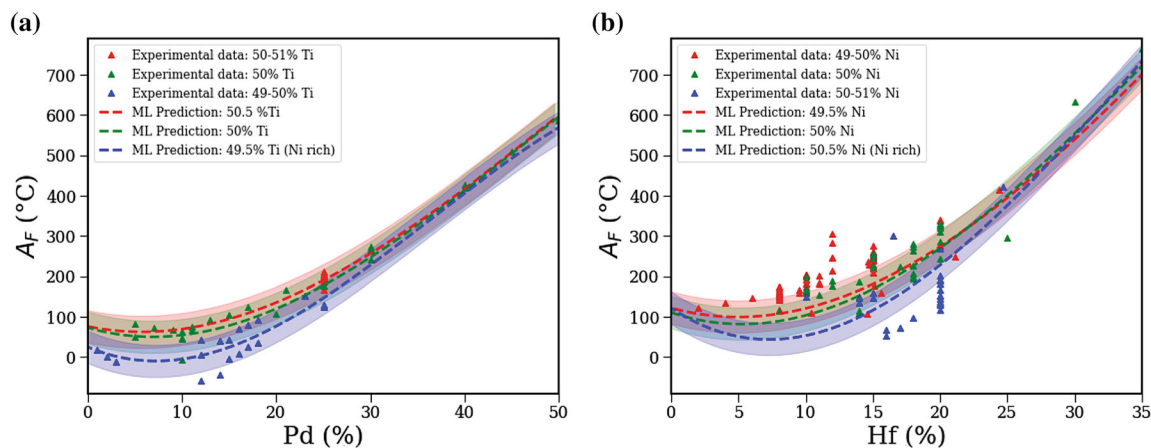 (a)
Experimental data: 50-51% Ti
Experimental data: 50% Ti
Experimental data: 49-50% Ti
ML Prediction: 50.5 %Ti
ML Prediction: 50% Ti
ML Prediction: 49.5% Ti (Ni rich)
700
600
500
400
300
200
100
0
A_F (°C)
0 10 20 30 40 50
Pd (%)
(b)
Experimental data: 49-50% Ni
Experimental data: 50% Ni
Experimental data: 50-51% Ni
ML Prediction: 49.5% Ni
ML Prediction: 50% Ni
ML Prediction: 50.5% Ni (Ni rich)
700
600
500
400
300
200
100
0
A_F (°C)
0 5 10 15 20 25 30 35
Hf (%)